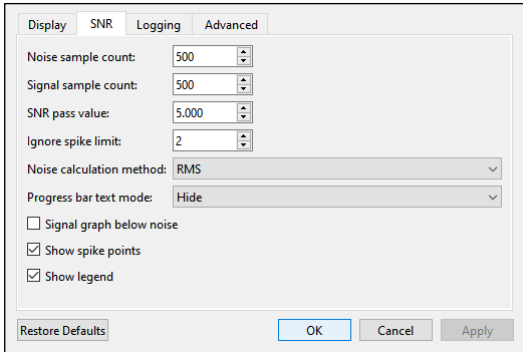 Display SNR Logging Advanced
Noise sample count: 500
Signal sample count: 500
SNR pass value: 5.000
Ignore spike limit: 2
Noise calculation method: RMS
Progress bar text mode: Hide
Signal graph below noise
Show spike points
Show legend
Restore Defaults OK Cancel Apply